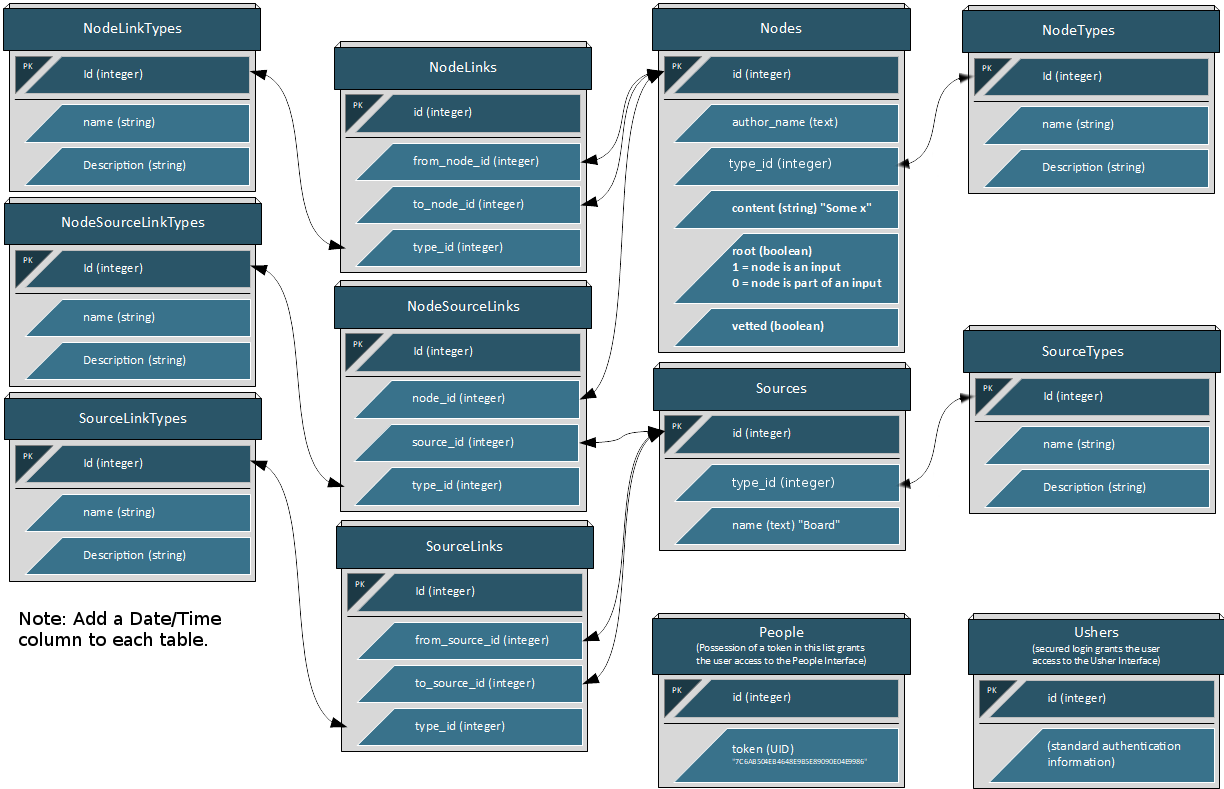 NodeLinkTypes
PK
Id (integer)
name (string)
Description (string)
NodeSourceLinkTypes
PK
Id (integer)
name (string)
Description (string)
SourceLinkTypes
PK
Id (integer)
name (string)
Description (string)
Note: Add a Date/Time
column to each table.
NodeLinks
PK
id (integer)
from_node_id (integer)
to_node_id (integer)
type_id (integer)
NodeSourceLinks
PK
Id (integer)
node_id (integer)
source_id (integer)
type_id (integer)
SourceLinks
PK
Id (integer)
from_source_id (integer)
to_source_id (integer)
type_id (integer)
Nodes
PK
id (integer)
author_name (text)
type_id (integer)
content (string) "Some x"
root (boolean)
1 = node is an input
0 = node is part of an input
vetted (boolean)
Sources
PK
id (integer)
type_id (integer)
name (text) "Board"
People
(Possession of a token in this list grants
the user access to the People Interface)
PK
id (integer)
token (UID)
"7C6AB504EB4648E9B5E89090E04E9986"
NodeTypes
PK
Id (integer)
name (string)
Description (string)
SourceTypes
PK
Id (integer)
name (string)
Description (string)
Ushers
(secured login grants the user
access to the Usher Interface)
PK
id (integer)
(standard authentication
information)